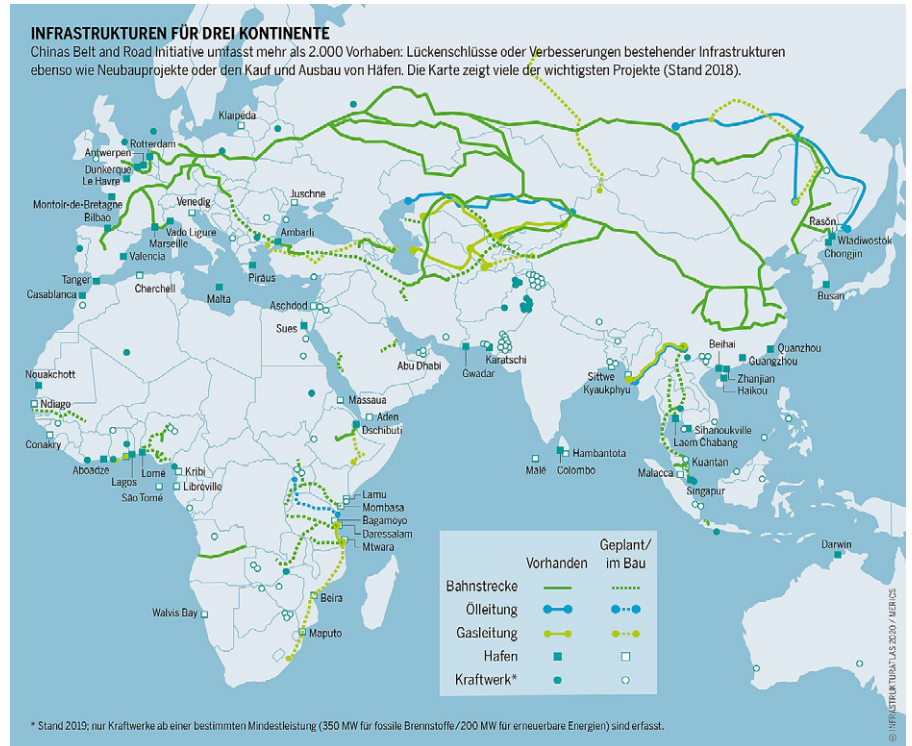 INFRASTRUKTUREN FÜR DREI KONTINENTE
Chinas Belt and Road Initiative umfasst mehr als 2.000 Vorhaben: Lückenschlüsse oder Verbesserungen bestehender Infrastrukturen
ebenso wie Neubauprojekte oder den Kauf und Ausbau von Häfen. Die Karte zeigt viele der wichtigsten Projekte (Stand 2018).
Klaipéda
Rotterdam
Antwerpen
Dunkerque
Le Havre
Montoir-de-Bretagne
Bilbao
Venedig
Juschne
Vado Ligure
Ambarli
Marseille
Valencia
Piräus
Tanger
Casablanca
Cherchell
Malta
Aschdod
Sues
Rasŏn
Wladiwostok
Chongjin
Busan
Abu Dhabi
Karatschi
Gwadar
Beihai
Quanzhou
Guangzhou
Zhanjian
Haikou
Sittwe
Kyaukphyu
Nouakchott
Ndiago
Conakry
Massaua
Aden
Dschibuti
Sihanoukville
Laem Chabang
Hambantota
Malé
Colombo
Kuantan
Malacca
Singapur
Aboadze
Lomé
Lagos
Kribi
São Tomé
Libreville
Lamu
Mombasa
Bagamoyo
Daressalam
Mtwara
Darwin
Walvis Bay
Beira
Maputo
Vorhanden
Geplant/
im Bau
Bahnstrecke
Ölleitung
Gasleitung
Hafen
Kraftwerk*
* Stand 2019; nur Kraftwerke ab einer bestimmten Mindestleistung (350 MW für fossile Brennstoffe/200 MW für erneuerbare Energien) sind erfasst.
© INFRASTRUKTURATLAS 2020 / MERICS